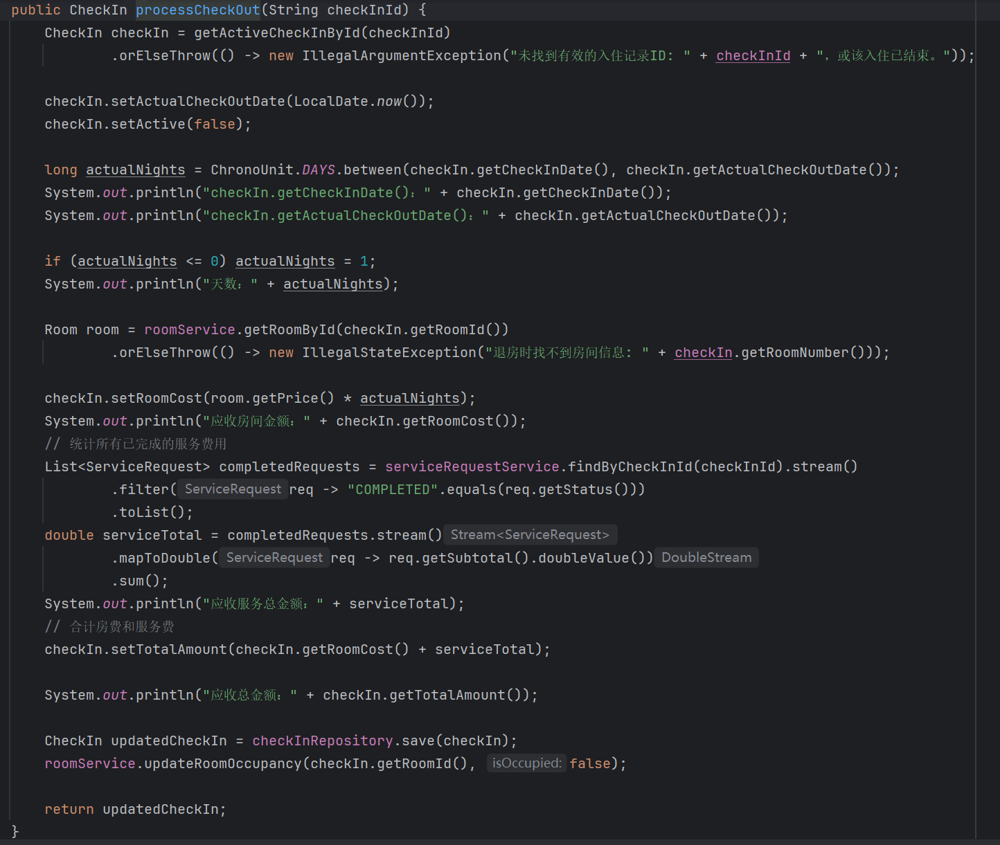 public CheckIn processCheckOut(String checkInId) {
    CheckIn checkIn = getActiveCheckInById(checkInId)
            .orElseThrow(() -> new IllegalArgumentException("未找到有效的入住记录ID: " + checkInId + "，或该入住已结束。"));

    checkIn.setActualCheckOutDate(LocalDate.now());
    checkIn.setActive(false);

    long actualNights = ChronoUnit.DAYS.between(checkIn.getCheckInDate(), checkIn.getActualCheckOutDate());
    System.out.println("checkIn.getCheckInDate()：" + checkIn.getCheckInDate());
    System.out.println("checkIn.getActualCheckOutDate()：" + checkIn.getActualCheckOutDate());

    if (actualNights <= 0) actualNights = 1;
    System.out.println("天数：" + actualNights);

    Room room = roomService.getRoomById(checkIn.getRoomId())
            .orElseThrow(() -> new IllegalStateException("退房时找不到房间信息: " + checkIn.getRoomNumber()));

    checkIn.setRoomCost(room.getPrice() * actualNights);
    System.out.println("应收房间金额：" + checkIn.getRoomCost());
    // 统计所有已完成的服务费用
    List<ServiceRequest> completedRequests = serviceRequestService.findByCheckInId(checkInId).stream()
            .filter( ServiceRequest req -> "COMPLETED".equals(req.getStatus()))
            .toList();
    double serviceTotal = completedRequests.stream() Stream<ServiceRequest>
            .mapToDouble( ServiceRequest req -> req.getSubtotal().doubleValue()) DoubleStream
            .sum();
    System.out.println("应收服务总金额：" + serviceTotal);
    // 合计房费和服务费
    checkIn.setTotalAmount(checkIn.getRoomCost() + serviceTotal);

    System.out.println("应收总金额：" + checkIn.getTotalAmount());

    CheckIn updatedCheckIn = checkInRepository.save(checkIn);
    roomService.updateRoomOccupancy(checkIn.getRoomId(), isOccupied: false);

    return updatedCheckIn;
}